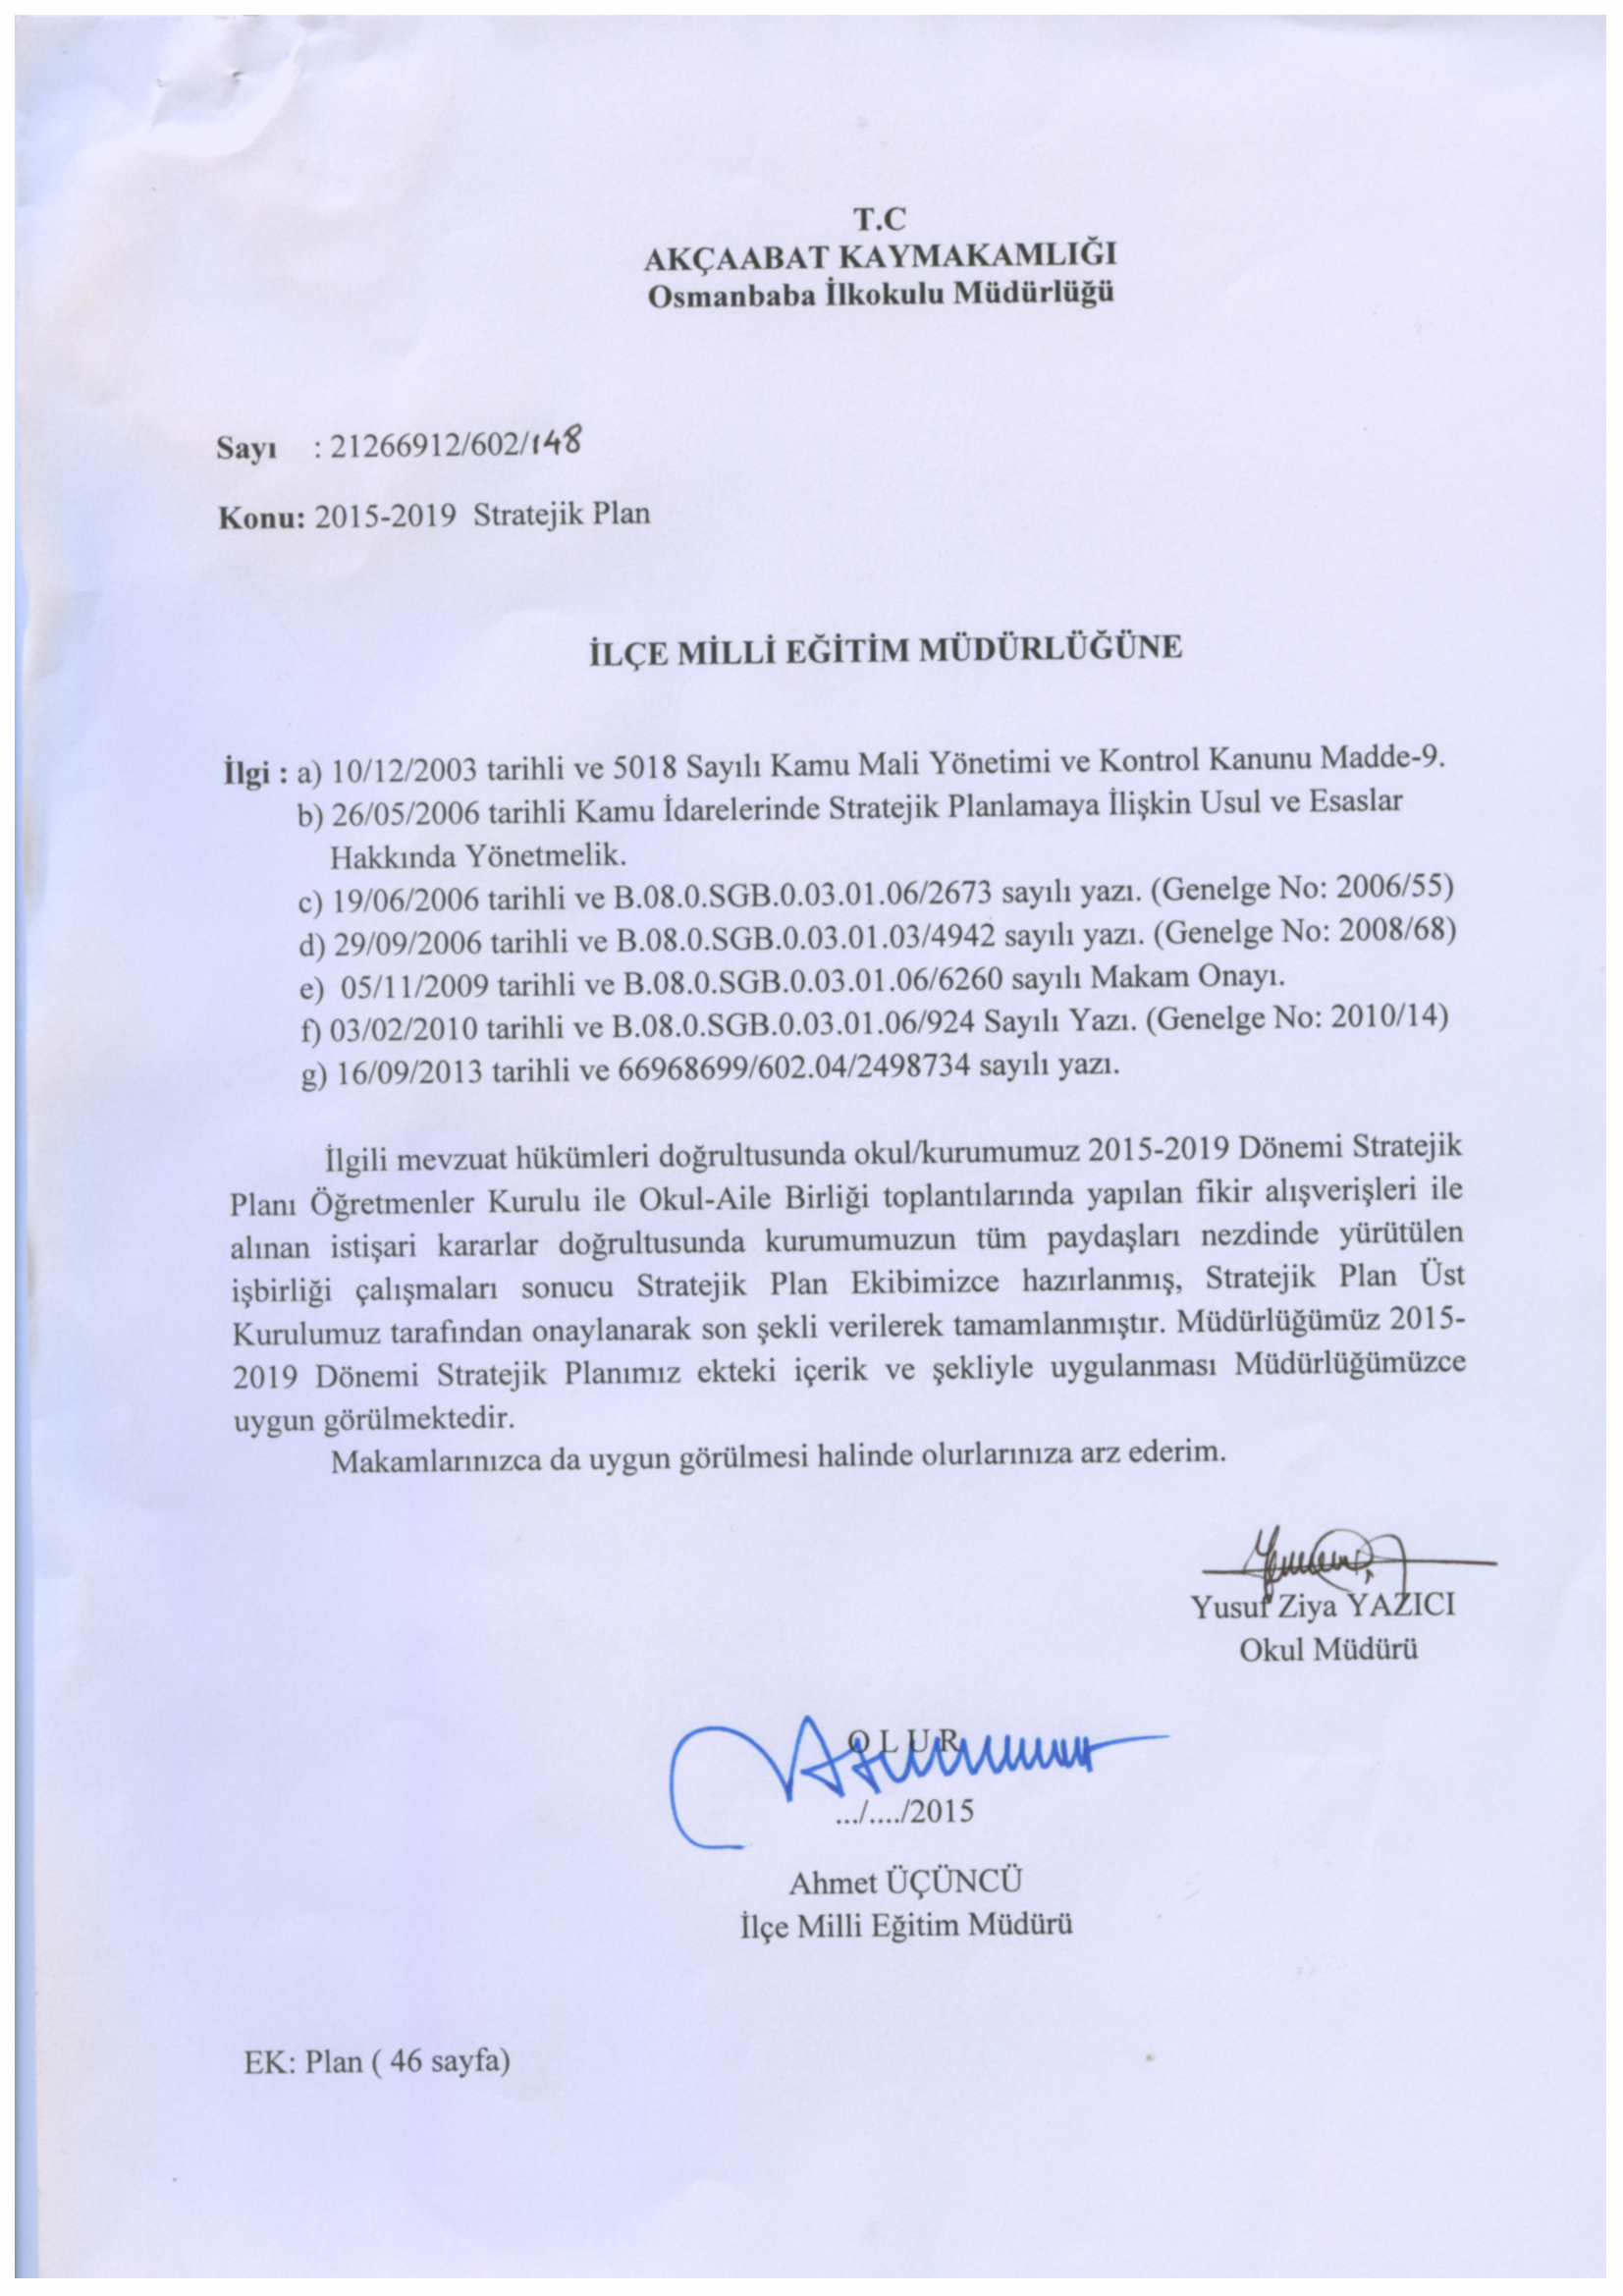 T.C
AKÇAABAT KAYMAKAMLIĞI
Osmanbaba İlkokulu Müdürlüğü
Sayı : 21266912/602/148
Konu: 2015-2019 Stratejik Plan
İLÇE MİLLİ EĞİTİM MÜDÜRLÜĞÜNE
İlgi : a) 10/12/2003 tarihli ve 5018 Sayılı Kamu Mali Yönetimi ve Kontrol Kanunu Madde-9.
b) 26/05/2006 tarihli Kamu İdarelerinde Stratejik Planlamaya İlişkin Usul ve Esaslar
Hakkında Yönetmelik.
c) 19/06/2006 tarihli ve B.08.0.SGB.0.03.01.06/2673 sayılı yazı. (Genelge No: 2006/55)
d) 29/09/2006 tarihli ve B.08.0.SGB.0.03.01.03/4942 sayılı yazı. (Genelge No: 2008/68)
e) 05/11/2009 tarihli ve B.08.0.SGB.0.03.01.06/6260 sayılı Makam Onayı.
f) 03/02/2010 tarihli ve B.08.0.SGB.0.03.01.06/924 Sayılı Yazı. (Genelge No: 2010/14)
g) 16/09/2013 tarihli ve 66968699/602.04/2498734 sayılı yazı.
İlgili mevzuat hükümleri doğrultusunda okul/kurumumuz 2015-2019 Dönemi Stratejik
Planı Öğretmenler Kurulu ile Okul-Aile Birliği toplantılarında yapılan fikir alışverişleri ile
alınan istişari kararlar doğrultusunda kurumumuzun tüm paydaşları nezdinde yürütülen
işbirliği çalışmaları sonucu Stratejik Plan Ekibimizce hazırlanmış, Stratejik Plan Üst
Kurulumuz tarafından onaylanarak son şekli verilerek tamamlanmıştır. Müdürlüğümüz 2015-
2019 Dönemi Stratejik Planımız ekteki içerik ve şekliyle uygulanması Müdürlüğümüzce
uygun görülmektedir.
Makamlarınızca da uygun görülmesi halinde olurlarınıza arz ederim.
Yusuf Ziya YAZICI
Okul Müdürü
O L U R
.../..../2015
Ahmet ÜÇÜNCÜ
İlçe Milli Eğitim Müdürü
EK: Plan ( 46 sayfa)